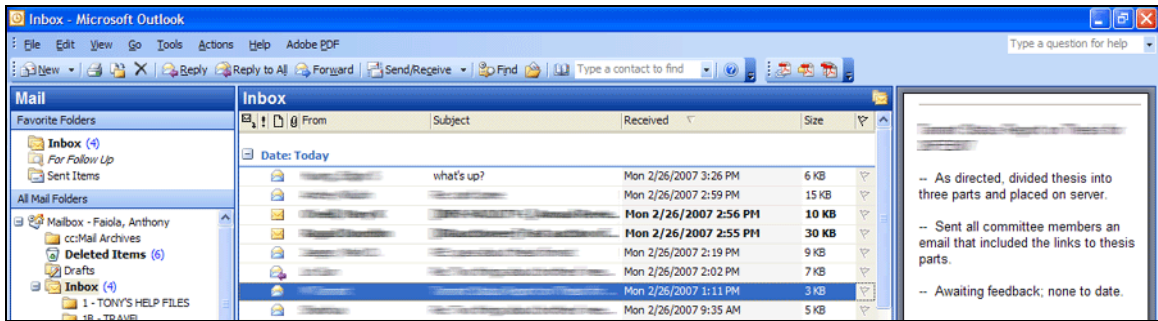 Inbox - Microsoft Outlook
File Edit View Go Tools Actions Help Adobe PDF Type a question for help
New Reply Reply to All Forward Send/Receive Find Type a contact to find
Mail
Favorite Folders
Inbox (4)
For Follow Up
Sent Items
All Mail Folders
Mailbox - Faiola, Anthony
cc:Mail Archives
Deleted Items (6)
Drafts
Inbox (4)
1 - TONY'S HELP FILES
1B - TRAVEL
Inbox
From Subject Received Size
Date: Today
what's up? Mon 2/26/2007 3:26 PM 6 KB
Mon 2/26/2007 2:59 PM 15 KB
Mon 2/26/2007 2:56 PM 10 KB
Mon 2/26/2007 2:55 PM 30 KB
Mon 2/26/2007 2:19 PM 9 KB
Mon 2/26/2007 2:02 PM 7 KB
Mon 2/26/2007 1:11 PM 3 KB
Mon 2/26/2007 9:35 AM 5 KB
-- As directed, divided thesis into
three parts and placed on server.
-- Sent all committee members an
email that included the links to thesis
parts.
-- Awaiting feedback; none to date.